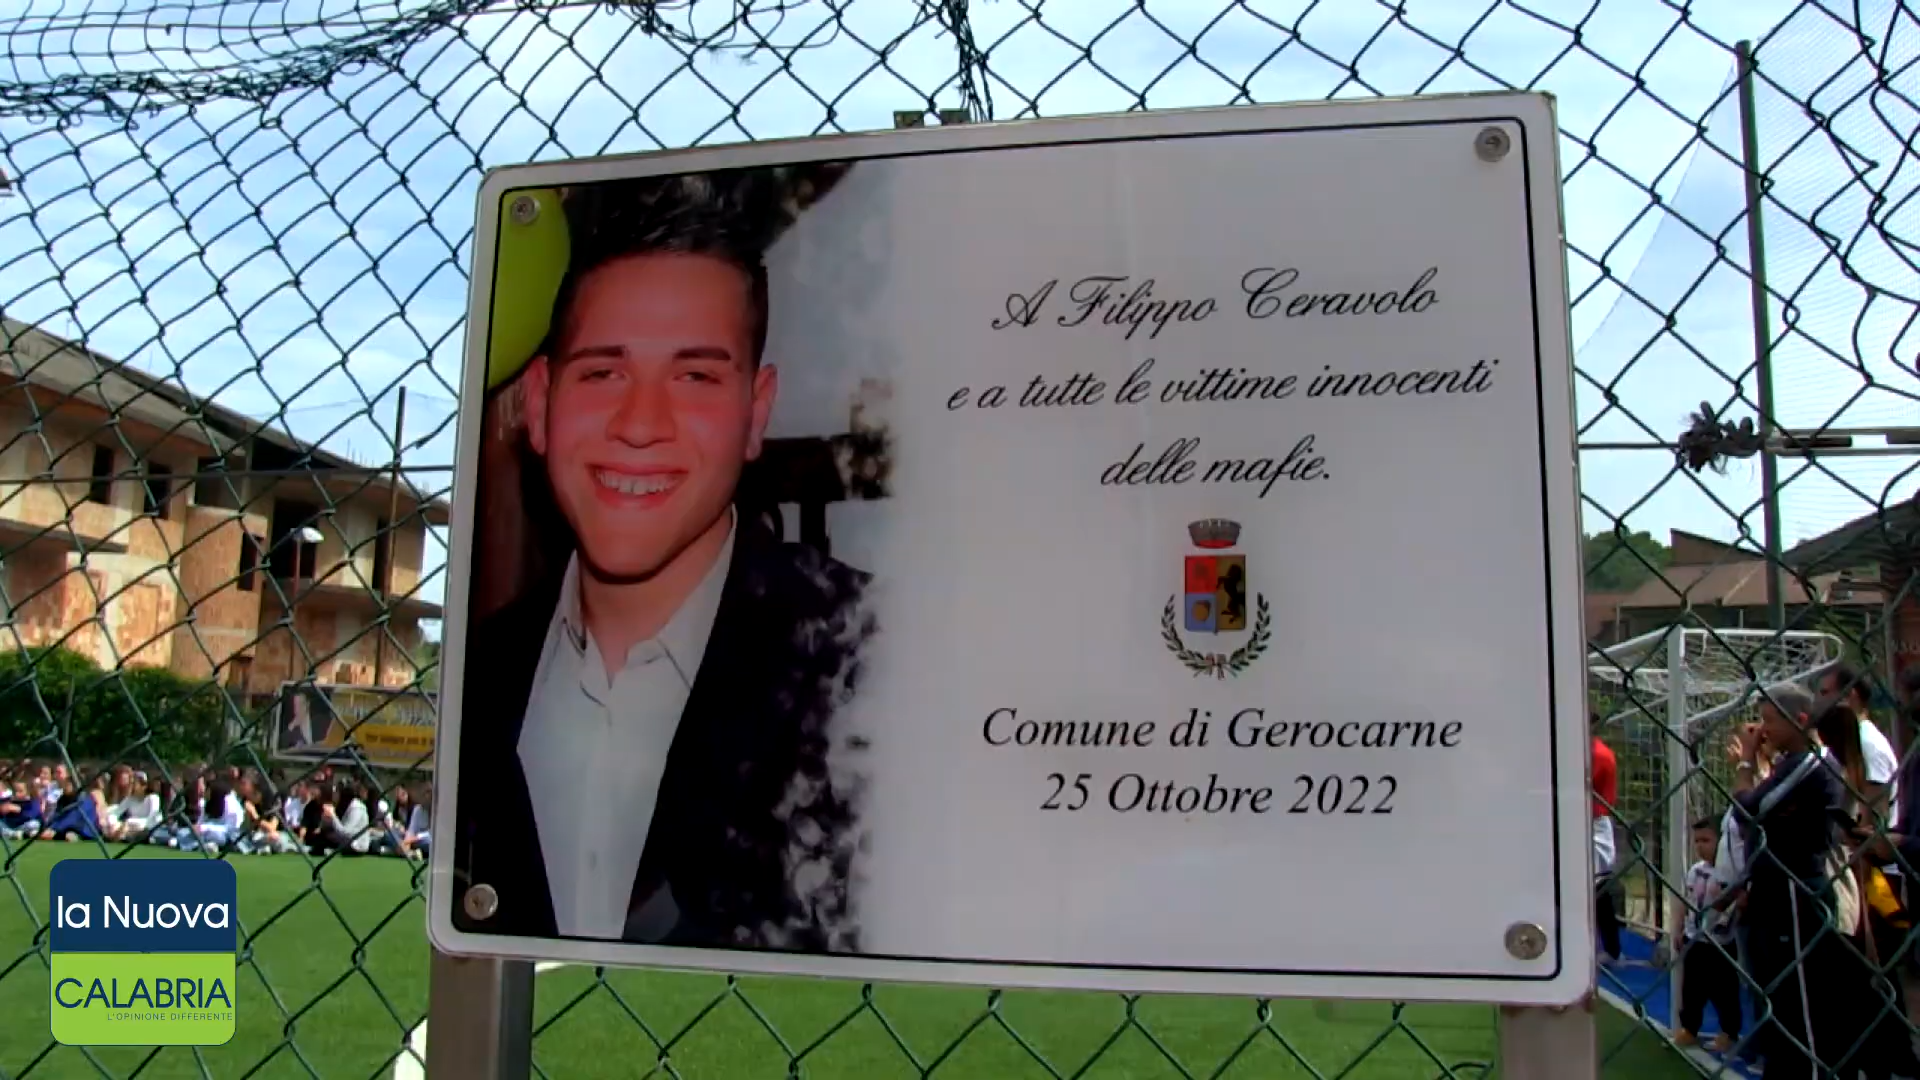 A Filippo Ceravolo
e a tutte le vittime innocenti
delle mafie.
Comune di Gerocarne
25 Ottobre 2022
la Nuova
CALABRIA
L'OPINIONE DIFFERENTE